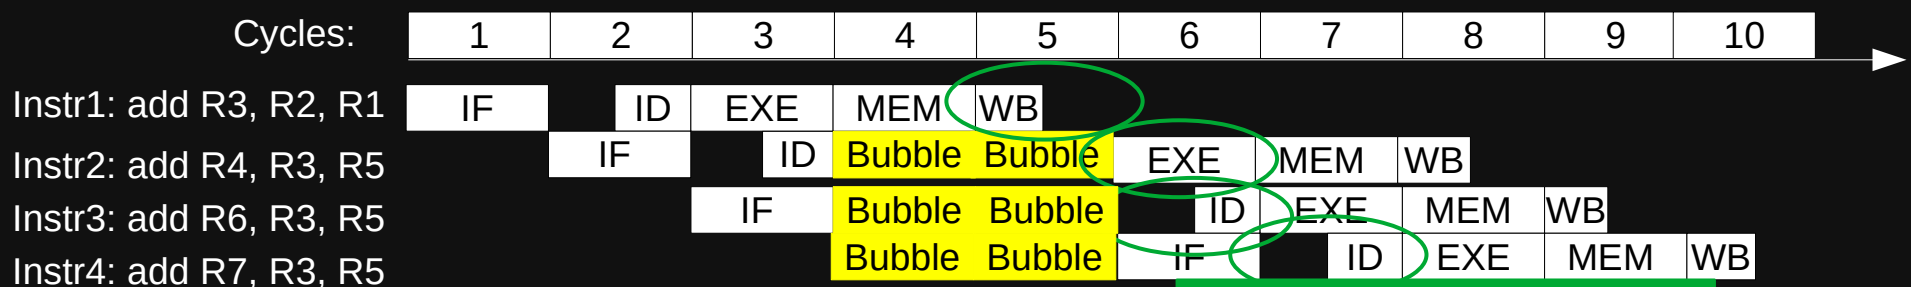 Cycles: 1 2 3 4 5 6 7 8 9 10
Instr1: add R3, R2, R1 IF ID EXE MEM WB
Instr2: add R4, R3, R5 IF ID Bubble Bubble EXE MEM WB
Instr3: add R6, R3, R5 IF Bubble Bubble ID EXE MEM WB
Instr4: add R7, R3, R5 Bubble Bubble IF ID EXE MEM WB